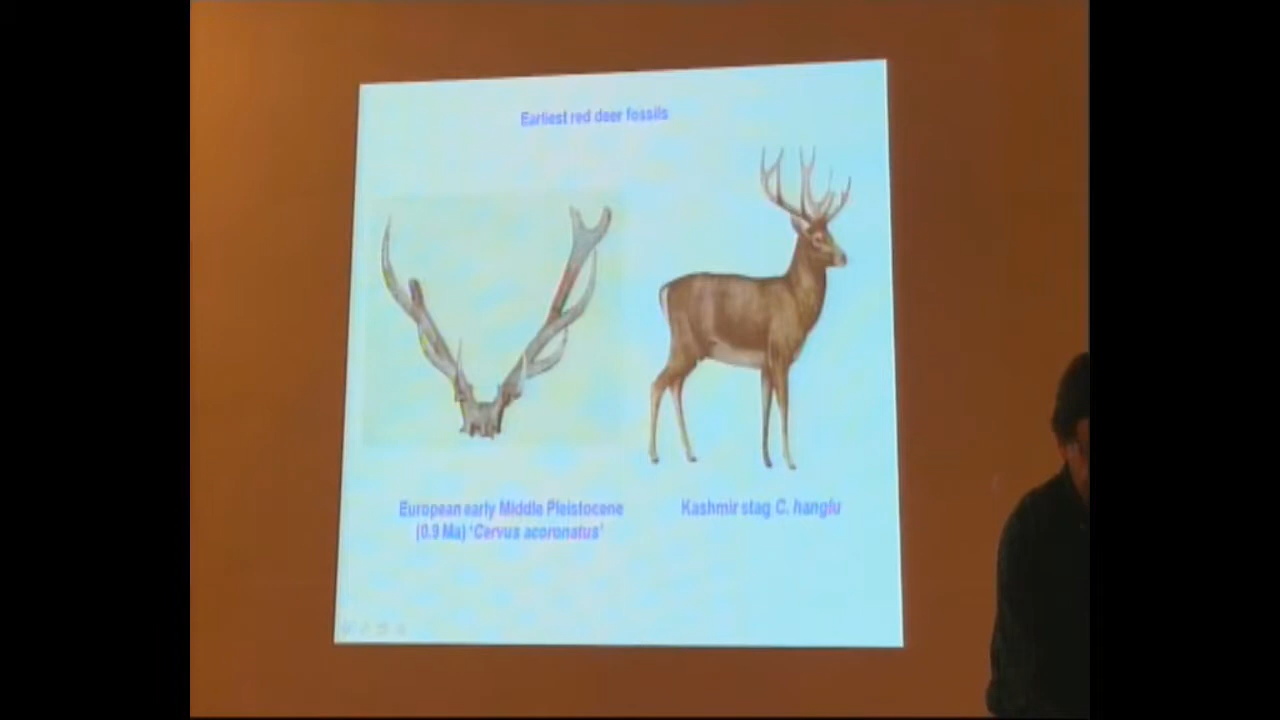 Earliest red deer fossils
European early Middle Pleistocene
(0.9 Ma) 'Cervus acoronatus'
Kashmir stag C. hanglu